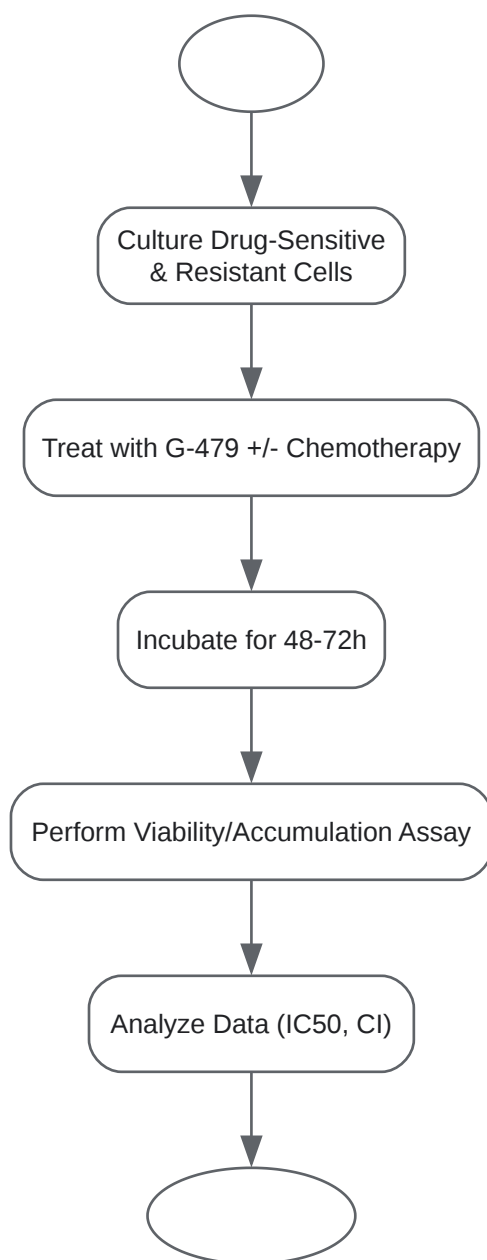 Culture Drug-Sensitive
& Resistant Cells
Treat with G-479 +/- Chemotherapy
Incubate for 48-72h
Perform Viability/Accumulation Assay
Analyze Data (IC50, CI)